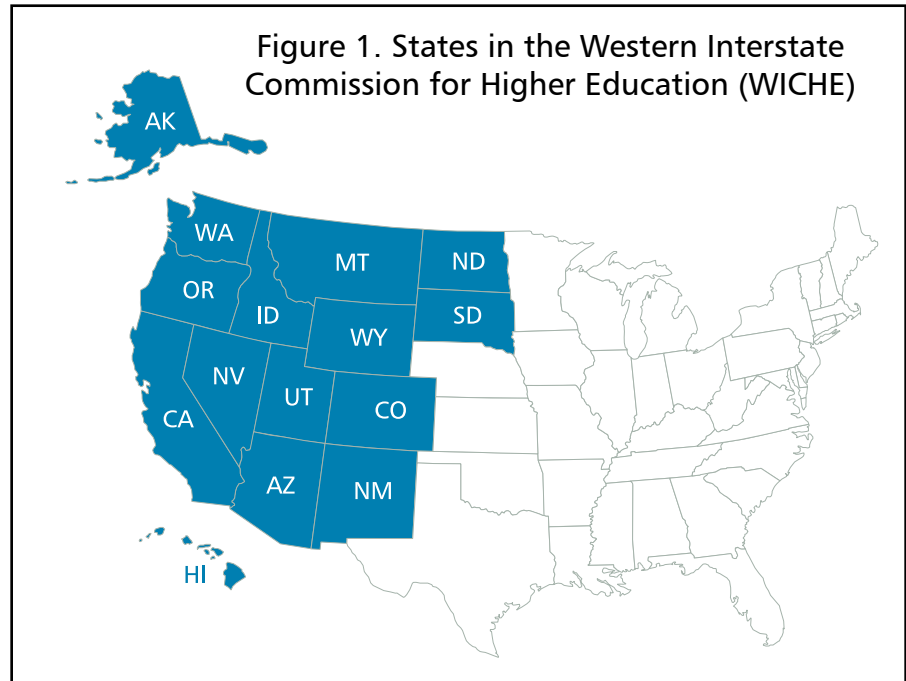 Figure 1. States in the Western Interstate
Commission for Higher Education (WICHE)
AK
WA
MT
ND
OR
ID
SD
WY
NV
UT
CO
CA
AZ
NM
HI